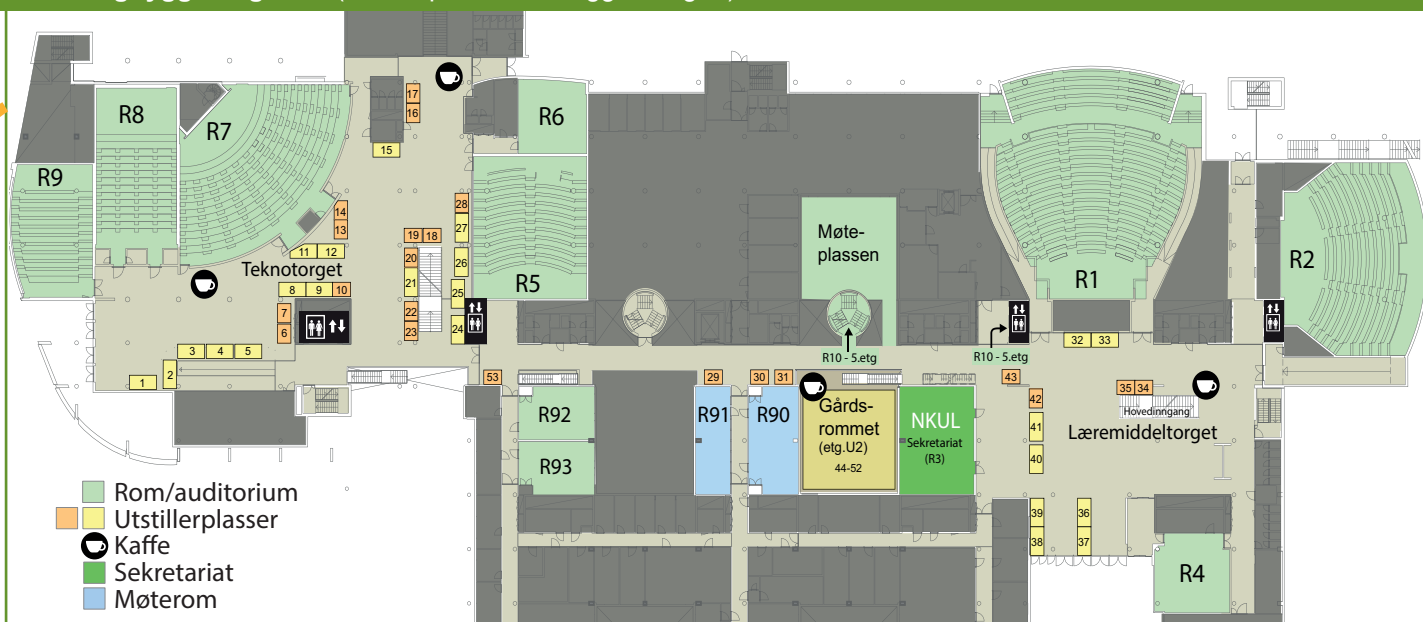 R8
R7
R9
17
16
15
R6
14
13
11 12
Teknotorget
8 9 10
7
6
3 4 5
2
1
28
27
19 18
20
26
21
25
22
23
24
R5
Møte-
plassen
R10 - 5.etg
R1
R10 - 5.etg
R2
32 33
53
29
30 31
43
35 34
Hovedinngang
42
41
40
Læremiddeltorget
39
38
36
37
R4
R92
R93
R91
R90
Gårds-
rommet
(etg.U2)
44-52
NKUL
Sekretariat
(R3)
Rom/auditorium
Utstillerplasser
Kaffe
Sekretariat
Møterom